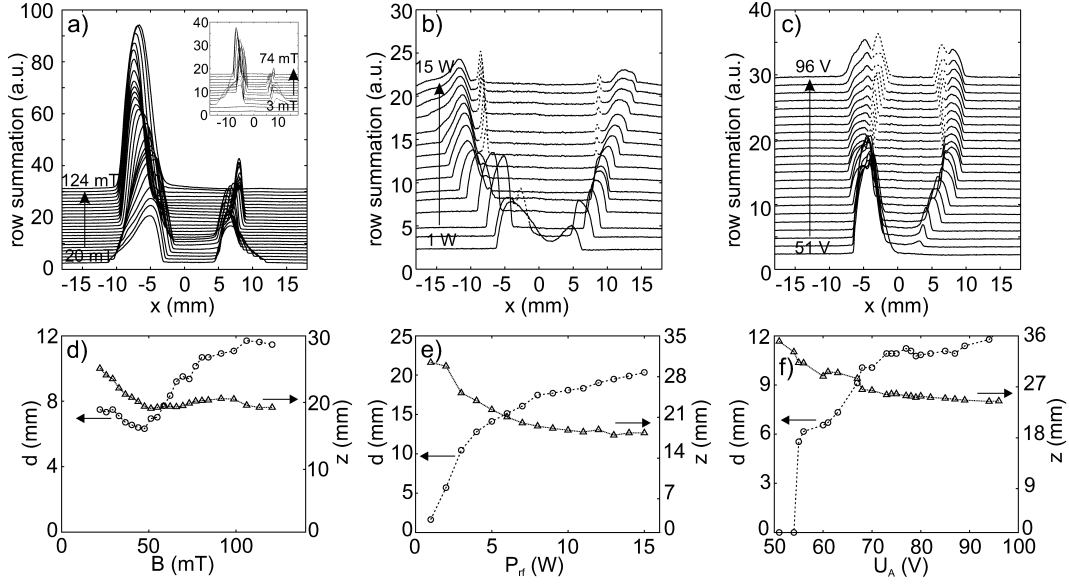 a)
row summation (a.u.)
100
80
60
40
20
0
124 mT
20 mT
-15 -10 -5 0 5 10 15
x (mm)
40
30
20
10
0
74 mT
3 mT
-10 0 10
b)
row summation (a.u.)
30
25
20
15
10
5
0
15 W
1 W
-15 -10 -5 0 5 10 15
x (mm)
c)
row summation (a.u.)
40
30
20
10
0
96 V
51 V
-15 -10 -5 0 5 10 15
x (mm)
d)
d (mm)
12
8
4
0
30
20
10
0
z (mm)
0 50 100
B (mT)
e)
d (mm)
25
20
15
10
5
0
35
28
21
14
7
0
z (mm)
0 5 10 15
P_rf (W)
f)
d (mm)
12
9
6
3
0
36
27
18
9
0
z (mm)
50 60 70 80 90 100
U_A (V)